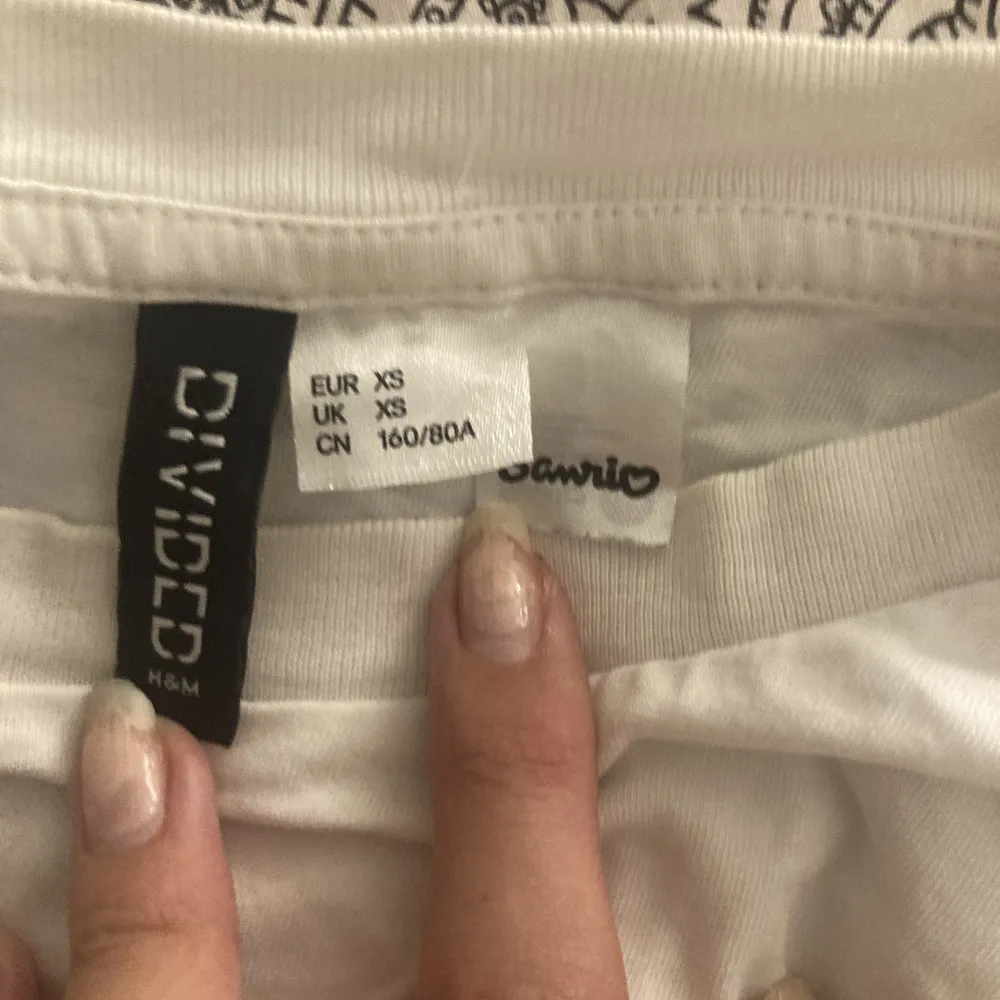 DIVIDED
H&M
EUR XS
UK XS
CN 160/80A
Sanrio